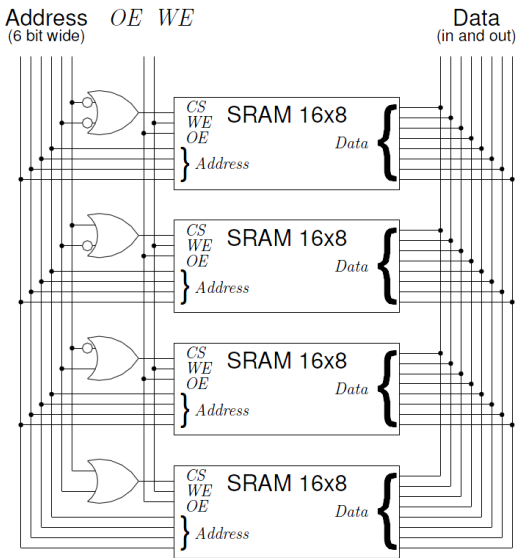 Address OE WE Data
(6 bit wide) (in and out)
CS SRAM 16x8
WE
OE Data
Address
CS SRAM 16x8
WE
OE Data
Address
CS SRAM 16x8
WE
OE Data
Address
CS SRAM 16x8
WE
OE Data
Address